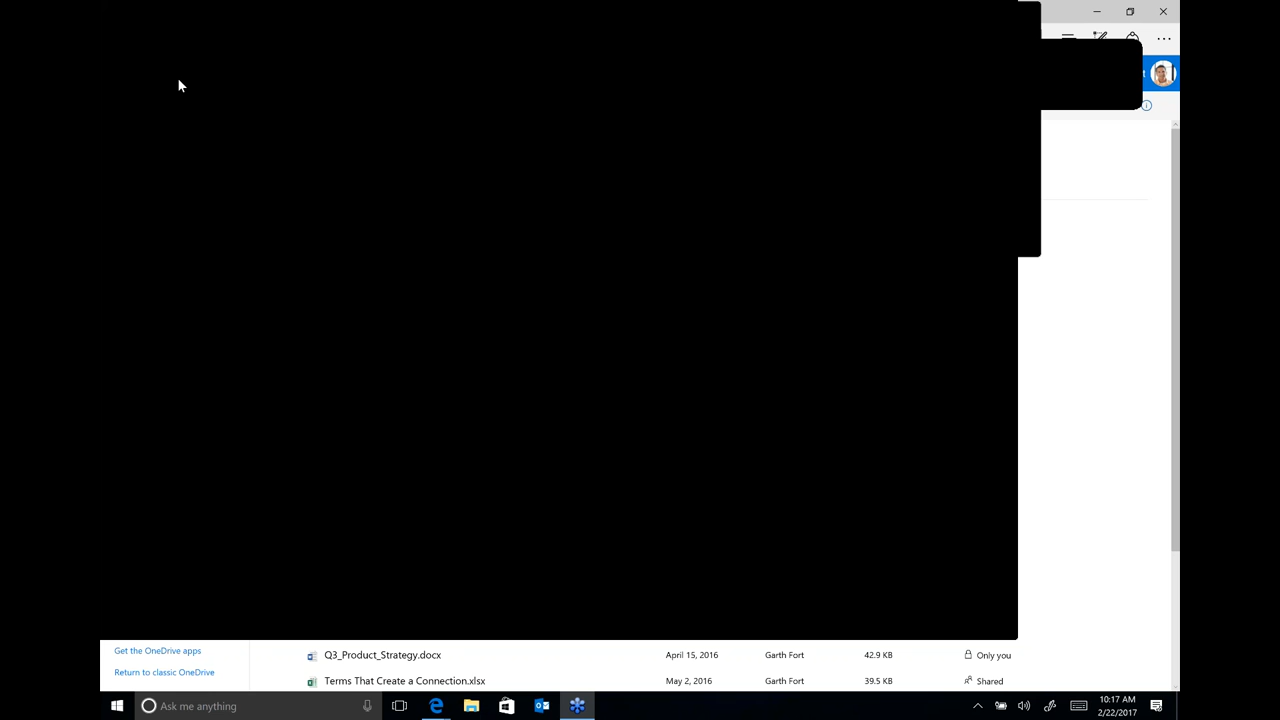 t
Get the OneDrive apps
Q3_Product_Strategy.docx April 15, 2016 Garth Fort 42.9 KB Only you
Return to classic OneDrive
Terms That Create a Connection.xlsx May 2, 2016 Garth Fort 39.5 KB Shared
Ask me anything
10:17 AM
2/22/2017